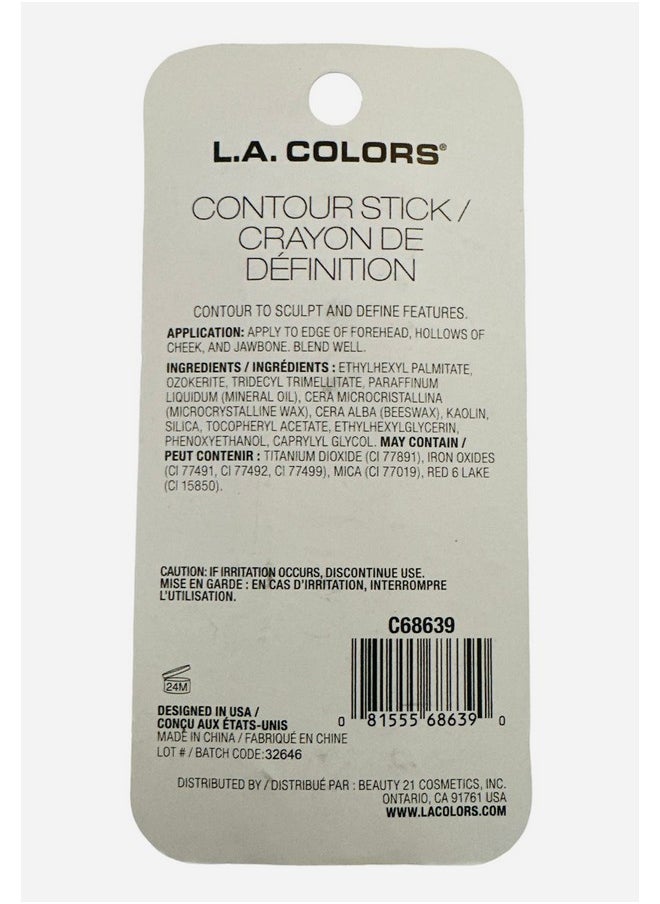 L.A. COLORS®
CONTOUR STICK /
CRAYON DE
DÉFINITION
CONTOUR TO SCULPT AND DEFINE FEATURES.
APPLICATION: APPLY TO EDGE OF FOREHEAD, HOLLOWS OF
CHEEK, AND JAWBONE. BLEND WELL.
INGREDIENTS / INGRÉDIENTS : ETHYLHEXYL PALMITATE,
OZOKERITE, TRIDECYL TRIMELLITATE, PARAFFINUM
LIQUIDUM (MINERAL OIL), CERA MICROCRISTALLINA
(MICROCRYSTALLINE WAX), CERA ALBA (BEESWAX), KAOLIN,
SILICA, TOCOPHERYL ACETATE, ETHYLHEXYLGLYCERIN,
PHENOXYETHANOL, CAPRYLYL GLYCOL. MAY CONTAIN /
PEUT CONTENIR : TITANIUM DIOXIDE (CI 77891), IRON OXIDES
(CI 77491, CI 77492, CI 77499), MICA (CI 77019), RED 6 LAKE
(CI 15850).
CAUTION: IF IRRITATION OCCURS, DISCONTINUE USE.
MISE EN GARDE : EN CAS D'IRRITATION, INTERROMPRE
L'UTILISATION.
C68639
24M
0 81555 68639 0
DESIGNED IN USA /
CONÇU AUX ÉTATS-UNIS
MADE IN CHINA / FABRIQUÉ EN CHINE
LOT # / BATCH CODE:32646
DISTRIBUTED BY / DISTRIBUÉ PAR : BEAUTY 21 COSMETICS, INC.
ONTARIO, CA 91761 USA
WWW.LACOLORS.COM